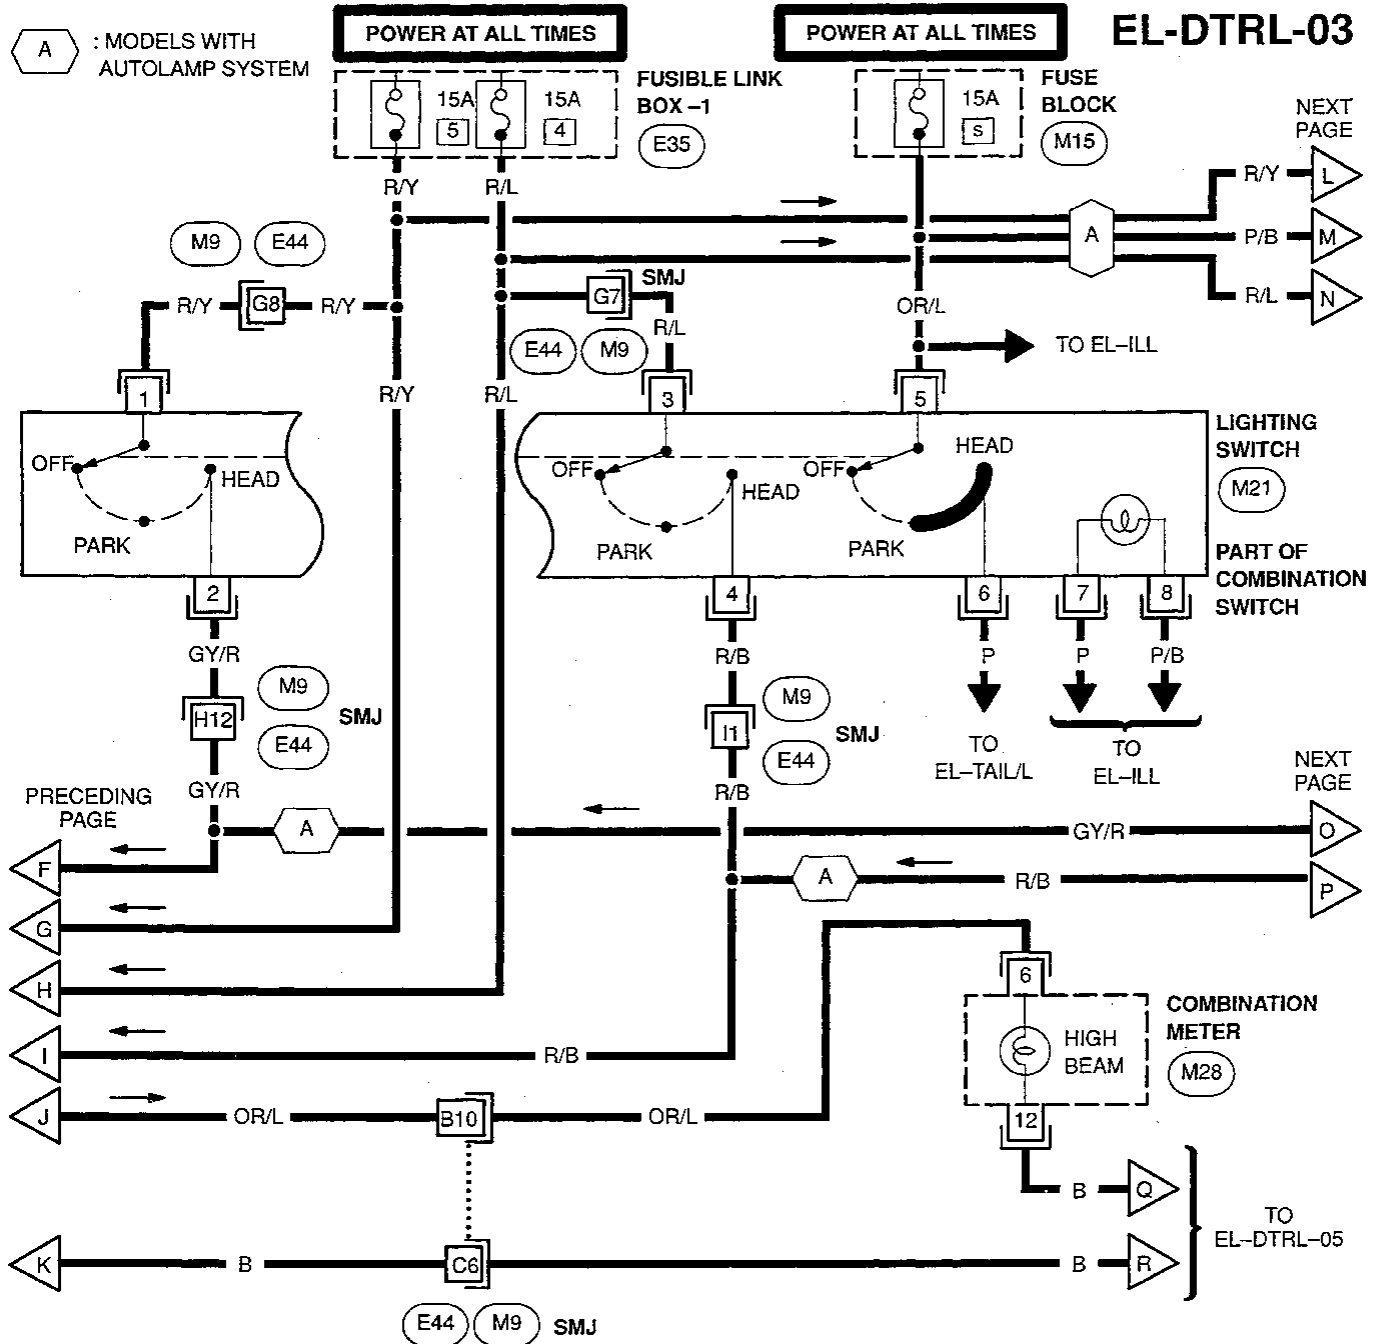 EL-DTRL-03
A
: MODELS WITH
AUTOLAMP SYSTEM
POWER AT ALL TIMES
POWER AT ALL TIMES
15A
5
15A
4
FUSIBLE LINK
BOX –1
E35
15A
s
FUSE
BLOCK
M15
NEXT
PAGE
R/Y
R/L
R/Y
L
M9
E44
A
P/B
M
R/Y
G8
R/Y
G7
SMJ
R/L
N
OR/L
R/L
E44
M9
TO EL–ILL
1
R/Y
R/L
3
5
OFF
HEAD
PARK
OFF
HEAD
PARK
OFF
HEAD
PARK
LIGHTING
SWITCH
M21
PART OF
COMBINATION
SWITCH
2
4
6
7
8
GY/R
R/B
P
P
P/B
M9
H12
SMJ
E44
M9
I1
SMJ
E44
TO
EL–TAIL/L
TO
EL–ILL
GY/R
R/B
NEXT
PAGE
PRECEDING
PAGE
A
GY/R
O
F
A
R/B
P
G
6
H
COMBINATION
METER
HIGH
BEAM
M28
I
R/B
J
OR/L
B10
OR/L
12
B
Q
TO
EL–DTRL–05
K
B
C6
B
R
E44
M9
SMJ